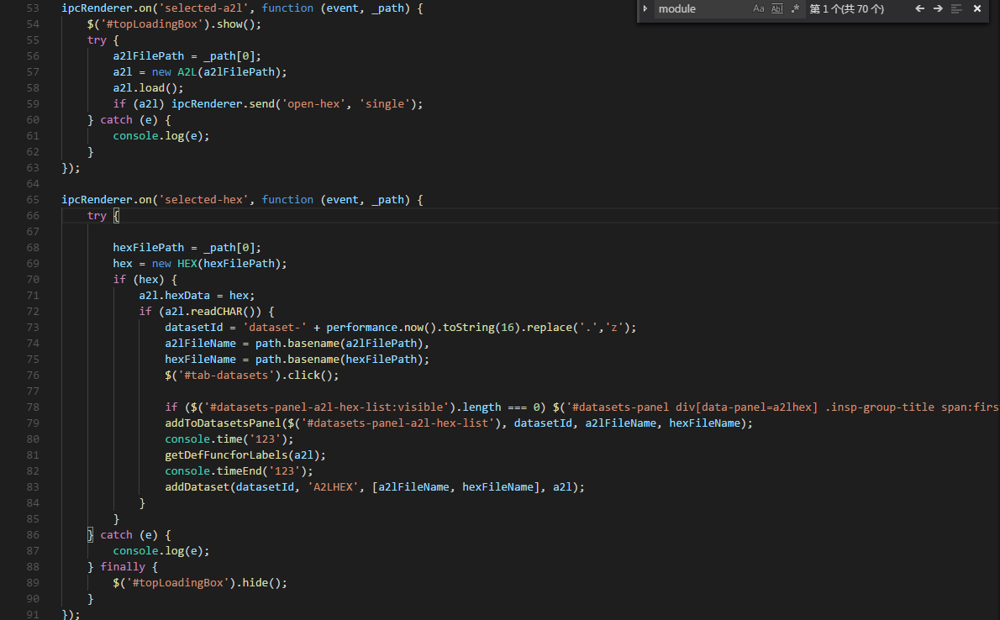 module Aa Abl .* 第 1 个(共 70 个)
53 ipcRenderer.on('selected-a2l', function (event, _path) {
54     $('#topLoadingBox').show();
55     try {
56         a2lFilePath = _path[0];
57         a2l = new A2L(a2lFilePath);
58         a2l.load();
59         if (a2l) ipcRenderer.send('open-hex', 'single');
60     } catch (e) {
61         console.log(e);
62     }
63 });
64
65 ipcRenderer.on('selected-hex', function (event, _path) {
66     try {
67
68         hexFilePath = _path[0];
69         hex = new HEX(hexFilePath);
70         if (hex) {
71             a2l.hexData = hex;
72             if (a2l.readCHAR()) {
73                 datasetId = 'dataset-' + performance.now().toString(16).replace('.','z');
74                 a2lFileName = path.basename(a2lFilePath),
75                 hexFileName = path.basename(hexFilePath);
76                 $('#tab-datasets').click();
77
78                 if ($('#datasets-panel-a2l-hex-list:visible').length === 0) $('#datasets-panel div[data-panel=a2lhex] .insp-group-title span:firs
79                 addToDatasetsPanel($('#datasets-panel-a2l-hex-list'), datasetId, a2lFileName, hexFileName);
80                 console.time('123');
81                 getDefFuncforLabels(a2l);
82                 console.timeEnd('123');
83                 addDataset(datasetId, 'A2LHEX', [a2lFileName, hexFileName], a2l);
84             }
85         }
86     } catch (e) {
87         console.log(e);
88     } finally {
89         $('#topLoadingBox').hide();
90     }
91 });